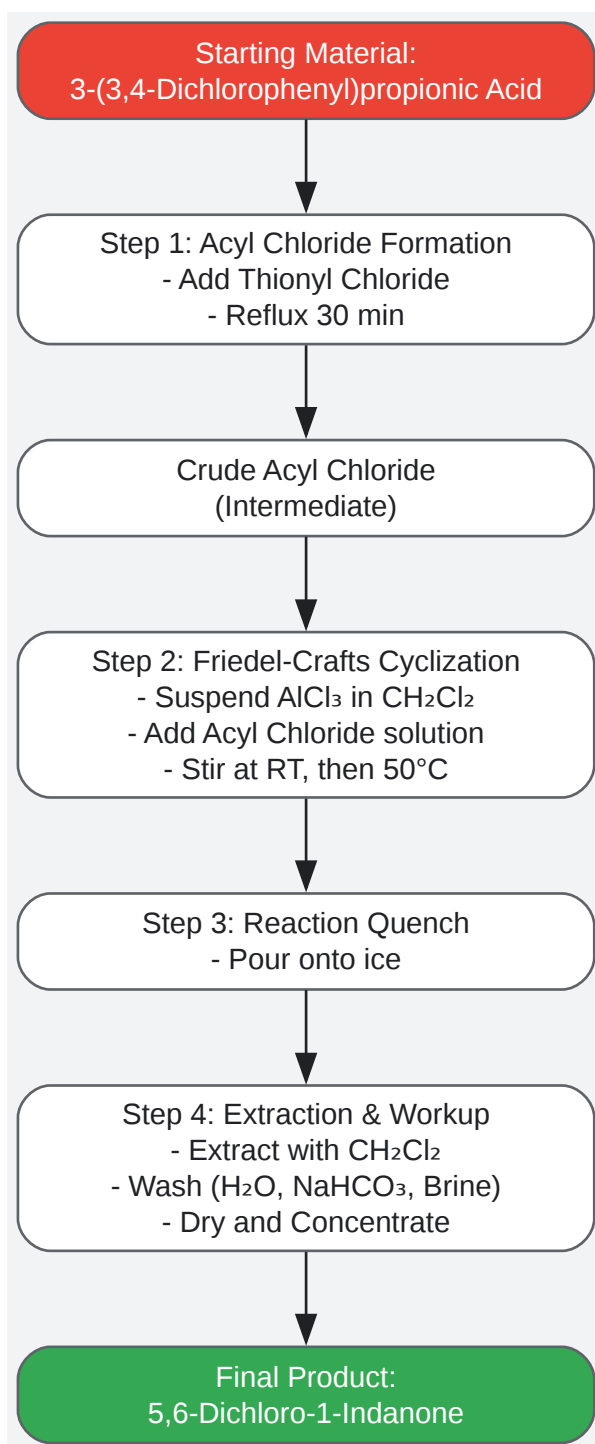 Starting Material:
3-(3,4-Dichlorophenyl)propionic Acid
Step 1: Acyl Chloride Formation
- Add Thionyl Chloride
- Reflux 30 min
Crude Acyl Chloride
(Intermediate)
Step 2: Friedel-Crafts Cyclization
- Suspend AlCl₃ in CH₂Cl₂
- Add Acyl Chloride solution
- Stir at RT, then 50°C
Step 3: Reaction Quench
- Pour onto ice
Step 4: Extraction & Workup
- Extract with CH₂Cl₂
- Wash (H₂O, NaHCO₃, Brine)
- Dry and Concentrate
Final Product:
5,6-Dichloro-1-Indanone